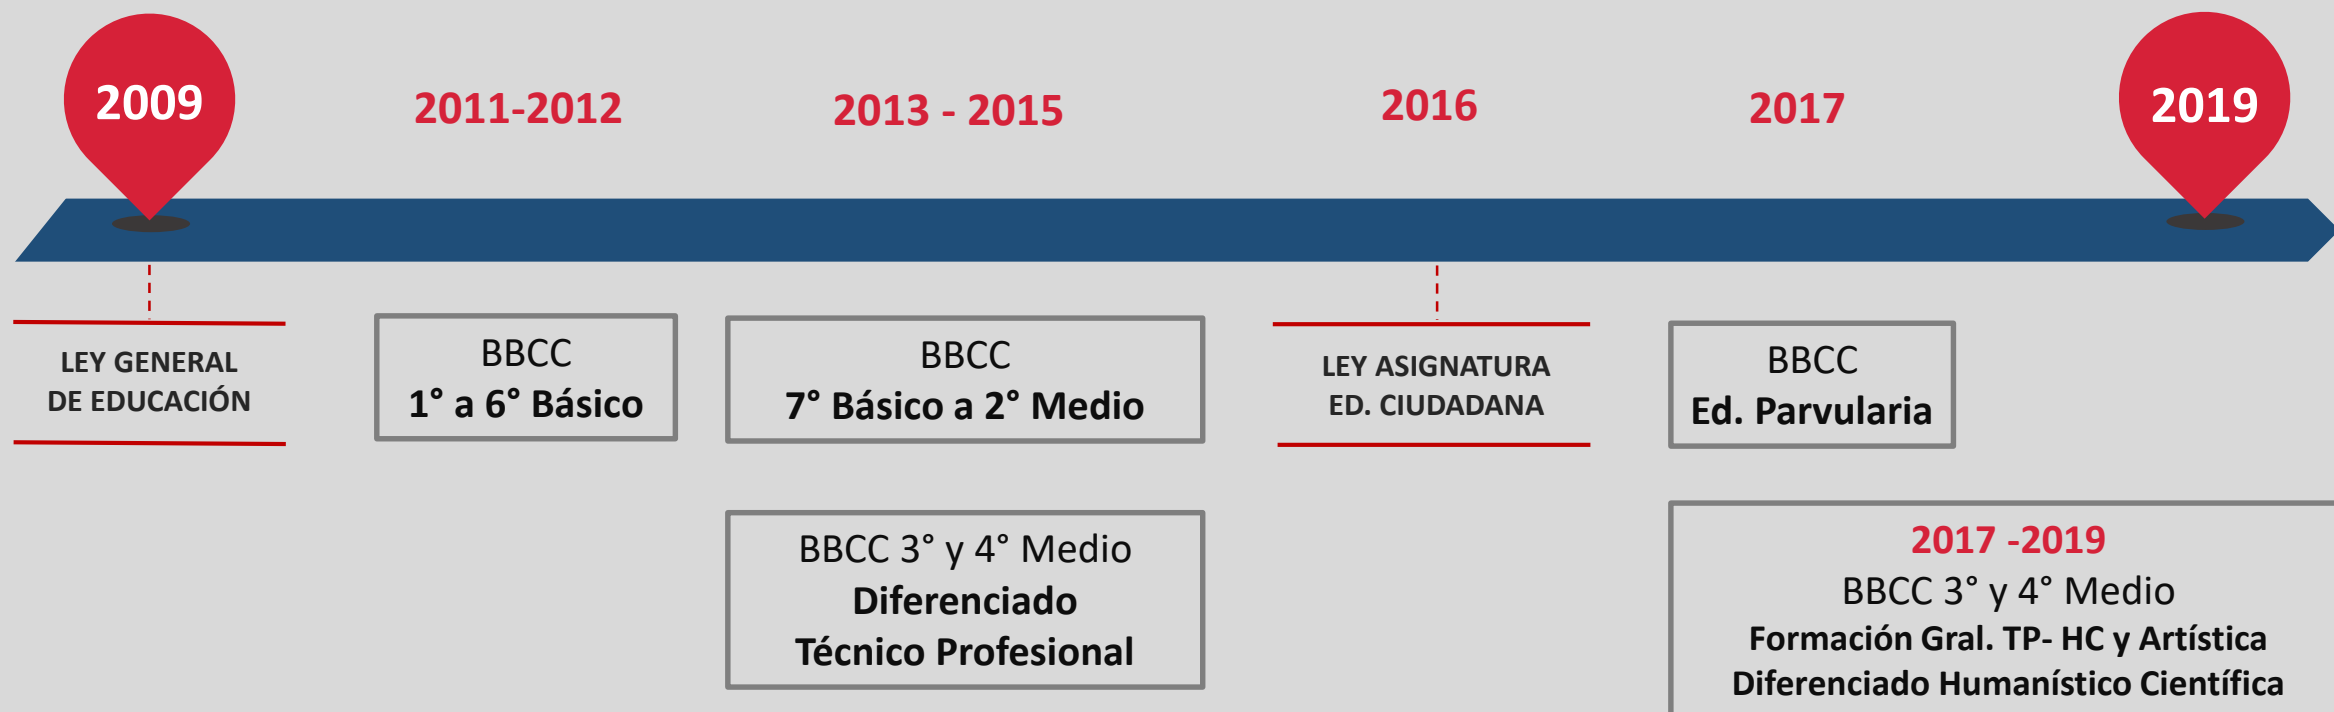 2009
2011-2012
2013 - 2015
2016
2017
2019
LEY GENERAL
DE EDUCACIÓN
BBCC
1° a 6° Básico
BBCC
7° Básico a 2° Medio
LEY ASIGNATURA
ED. CIUDADANA
BBCC
Ed. Parvularia
BBCC 3° y 4° Medio
Diferenciado
Técnico Profesional
2017 -2019
BBCC 3° y 4° Medio
Formación Gral. TP- HC y Artística
Diferenciado Humanístico Científica